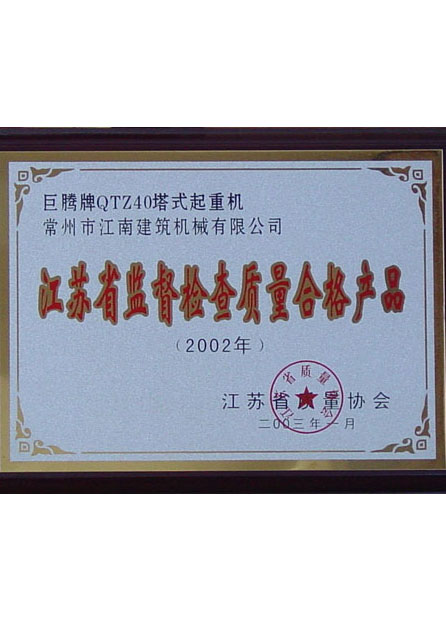 巨腾牌QTZ40塔式起重机
常州市江南建筑机械有限公司
江苏省监督检查质量合格产品
（2002年）
江苏省质量协会
二00三年一月